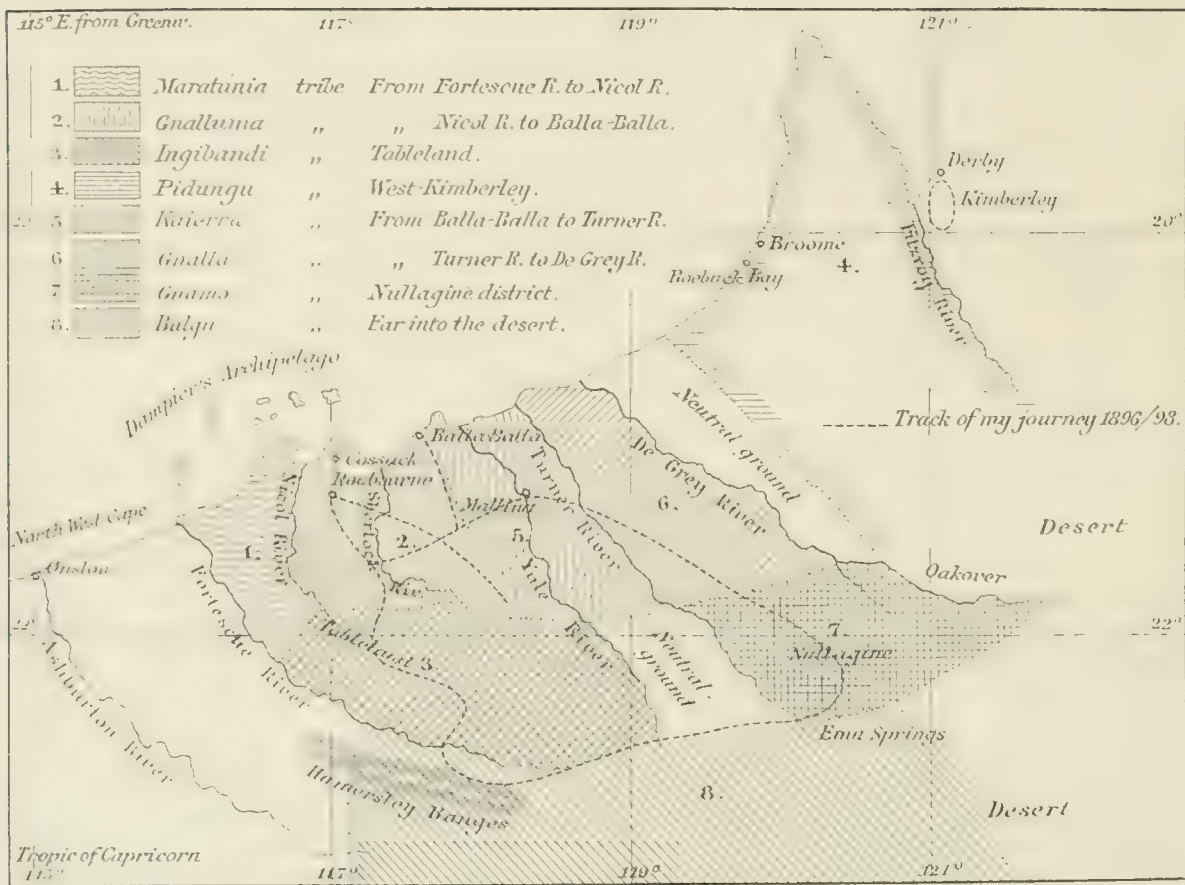 115° E. from Greenw. 117° 119° 121°
1. Maratunia tribe From Fortescue R. to Nicol R.
2. Gnalluma „ „ Nicol R. to Balla-Balla.
3. Ingibandi „ Tableland.
4. Pidungu „ West-Kimberley.
5 Kaierra „ From Balla-Balla to Turner R.
6 Gnalla „ „ Turner R. to De Grey R.
7 Gnamo „ Nullagine district.
8. Balgu „ Far into the desert.
Derby
Kimberley
20°
Broome
4.
Roebuck Bay
Fitzroy River
Dampier's Archipelago
Neutral ground
Track of my journey 1896/98.
Balla-Balla
Cossack
Roebourne
De Grey River
Nicol River
Sherlock
Riv.
Mallina
Turner River
6.
North West Cape
Desert
1.
2.
5.
Yule River
Onslow
Fortescue River
Oakover
22° 22°
7.
Tableland 3.
Nullagine
Neutral-ground
Ashburton River
Emu Springs
Hamersley Ranges
8.
Desert
Tropic of Capricorn
115° 117° 119° 121°